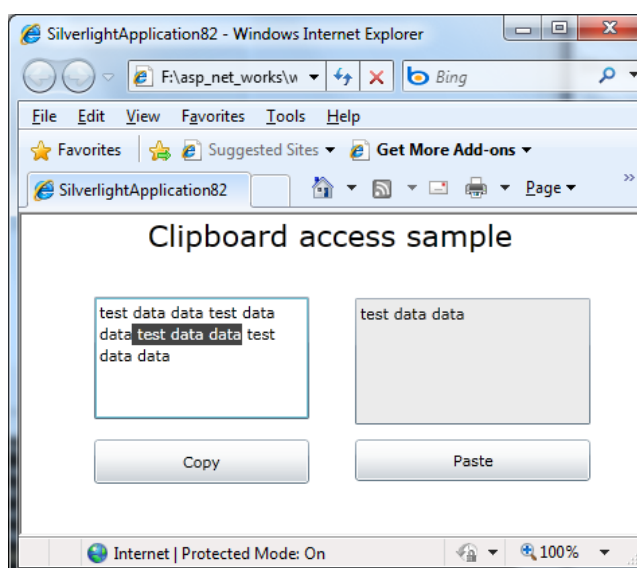 SilverlightApplication82 - Windows Internet Explorer
F:\asp_net_works\w
Bing
File Edit View Favorites Tools Help
Favorites Suggested Sites Get More Add-ons
SilverlightApplication82 Page »
Clipboard access sample
test data data test data
data test data data test
data data
test data data
Copy
Paste
Internet | Protected Mode: On 100%